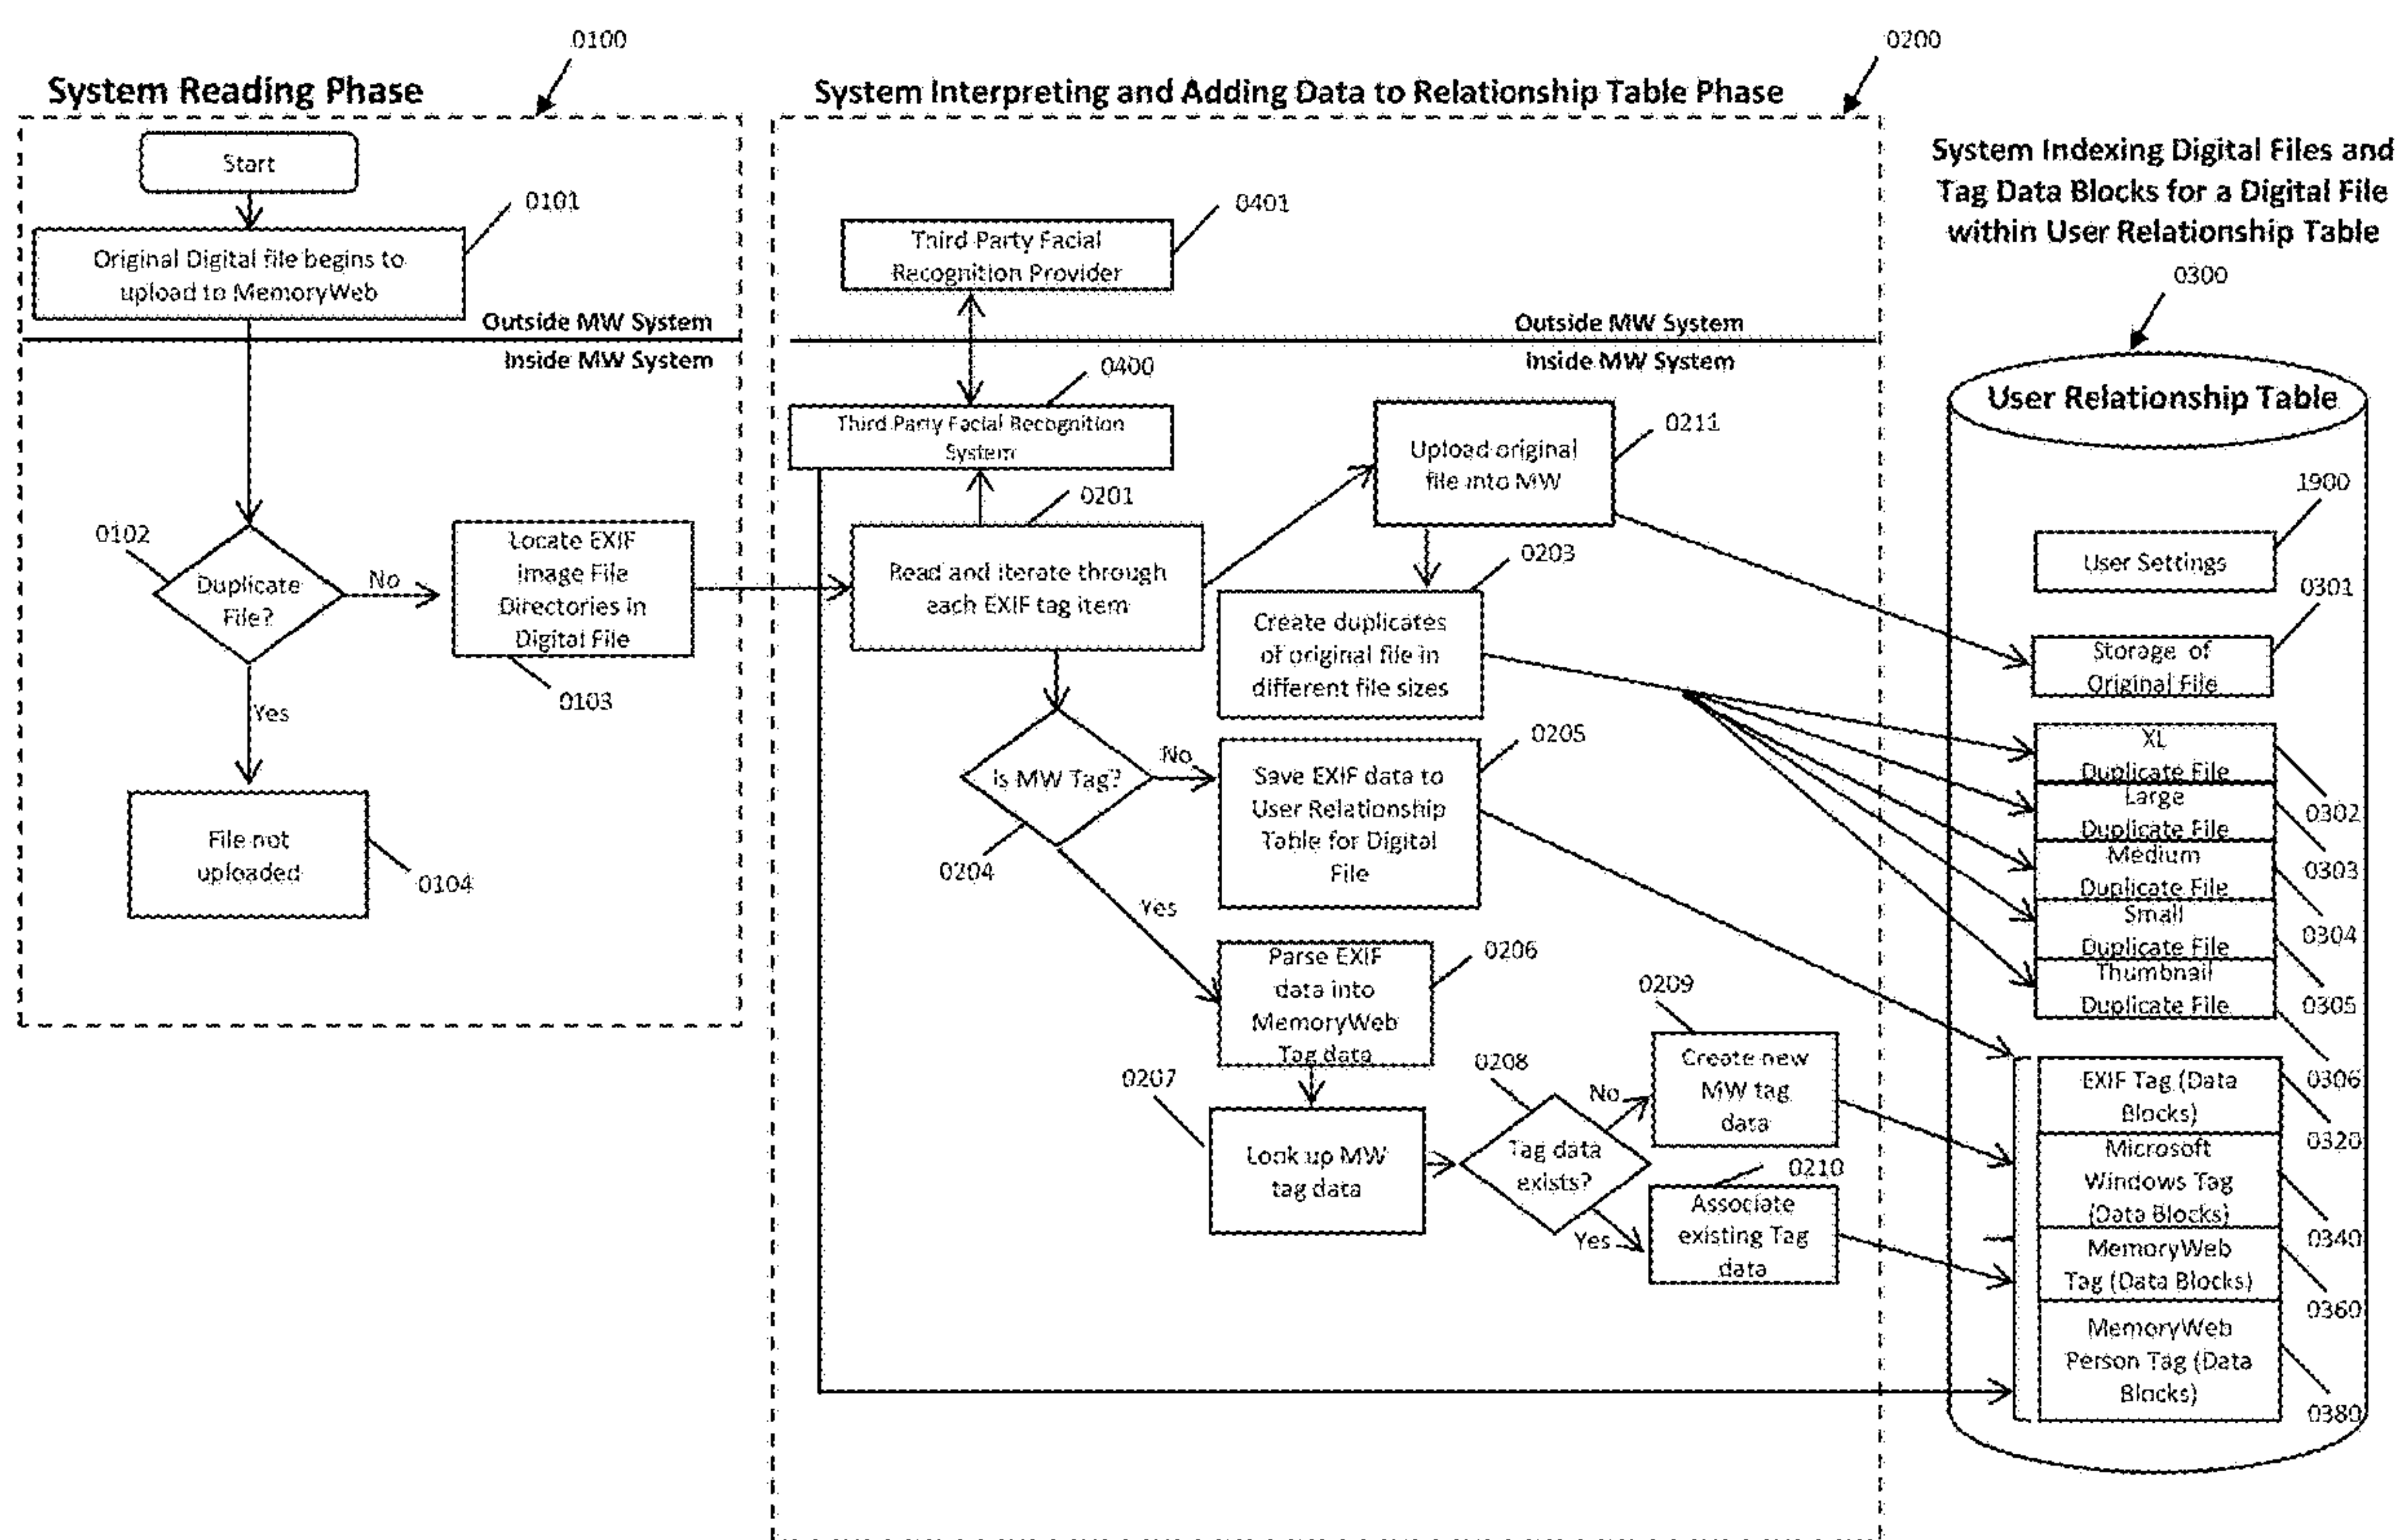 0100
System Reading Phase
Start
0101
Original Digital file begins to
upload to MemoryWeb
Outside MW System
Inside MW System
0102
Duplicate
File?
No
Locate EXIF
Image File
Directories in
Digital File
0103
Yes
File not
uploaded
0104
0200
System Interpreting and Adding Data to Relationship Table Phase
0401
Third Party Facial
Recognition Provider
Outside MW System
Inside MW System
0400
Third Party Facial Recognition
System
0201
Read and iterate through
each EXIF tag item
Upload original
file into MW
0211
0203
Create duplicates
of original file in
different file sizes
Is MW Tag?
0204
No
0205
Save EXIF data to
User Relationship
Table for Digital
File
Yes
Parse EXIF
data into
MemoryWeb
Tag data
0206
0207
Look up MW
tag data
0208
Tag data
exists?
No
0209
Create new
MW tag
data
Yes
0210
Associate
existing Tag
data
System Indexing Digital Files and
Tag Data Blocks for a Digital File
within User Relationship Table
0300
User Relationship Table
1900
User Settings
0301
Storage of
Original File
XL
Duplicate File
0302
Large
Duplicate File
0303
Medium
Duplicate File
0304
Small
Duplicate File
0305
Thumbnail
Duplicate File
0306
EXIF Tag (Data
Blocks)
0320
Microsoft
Windows Tag
(Data Blocks)
0340
MemoryWeb
Tag (Data Blocks)
0360
MemoryWeb
Person Tag (Data
Blocks)
0380